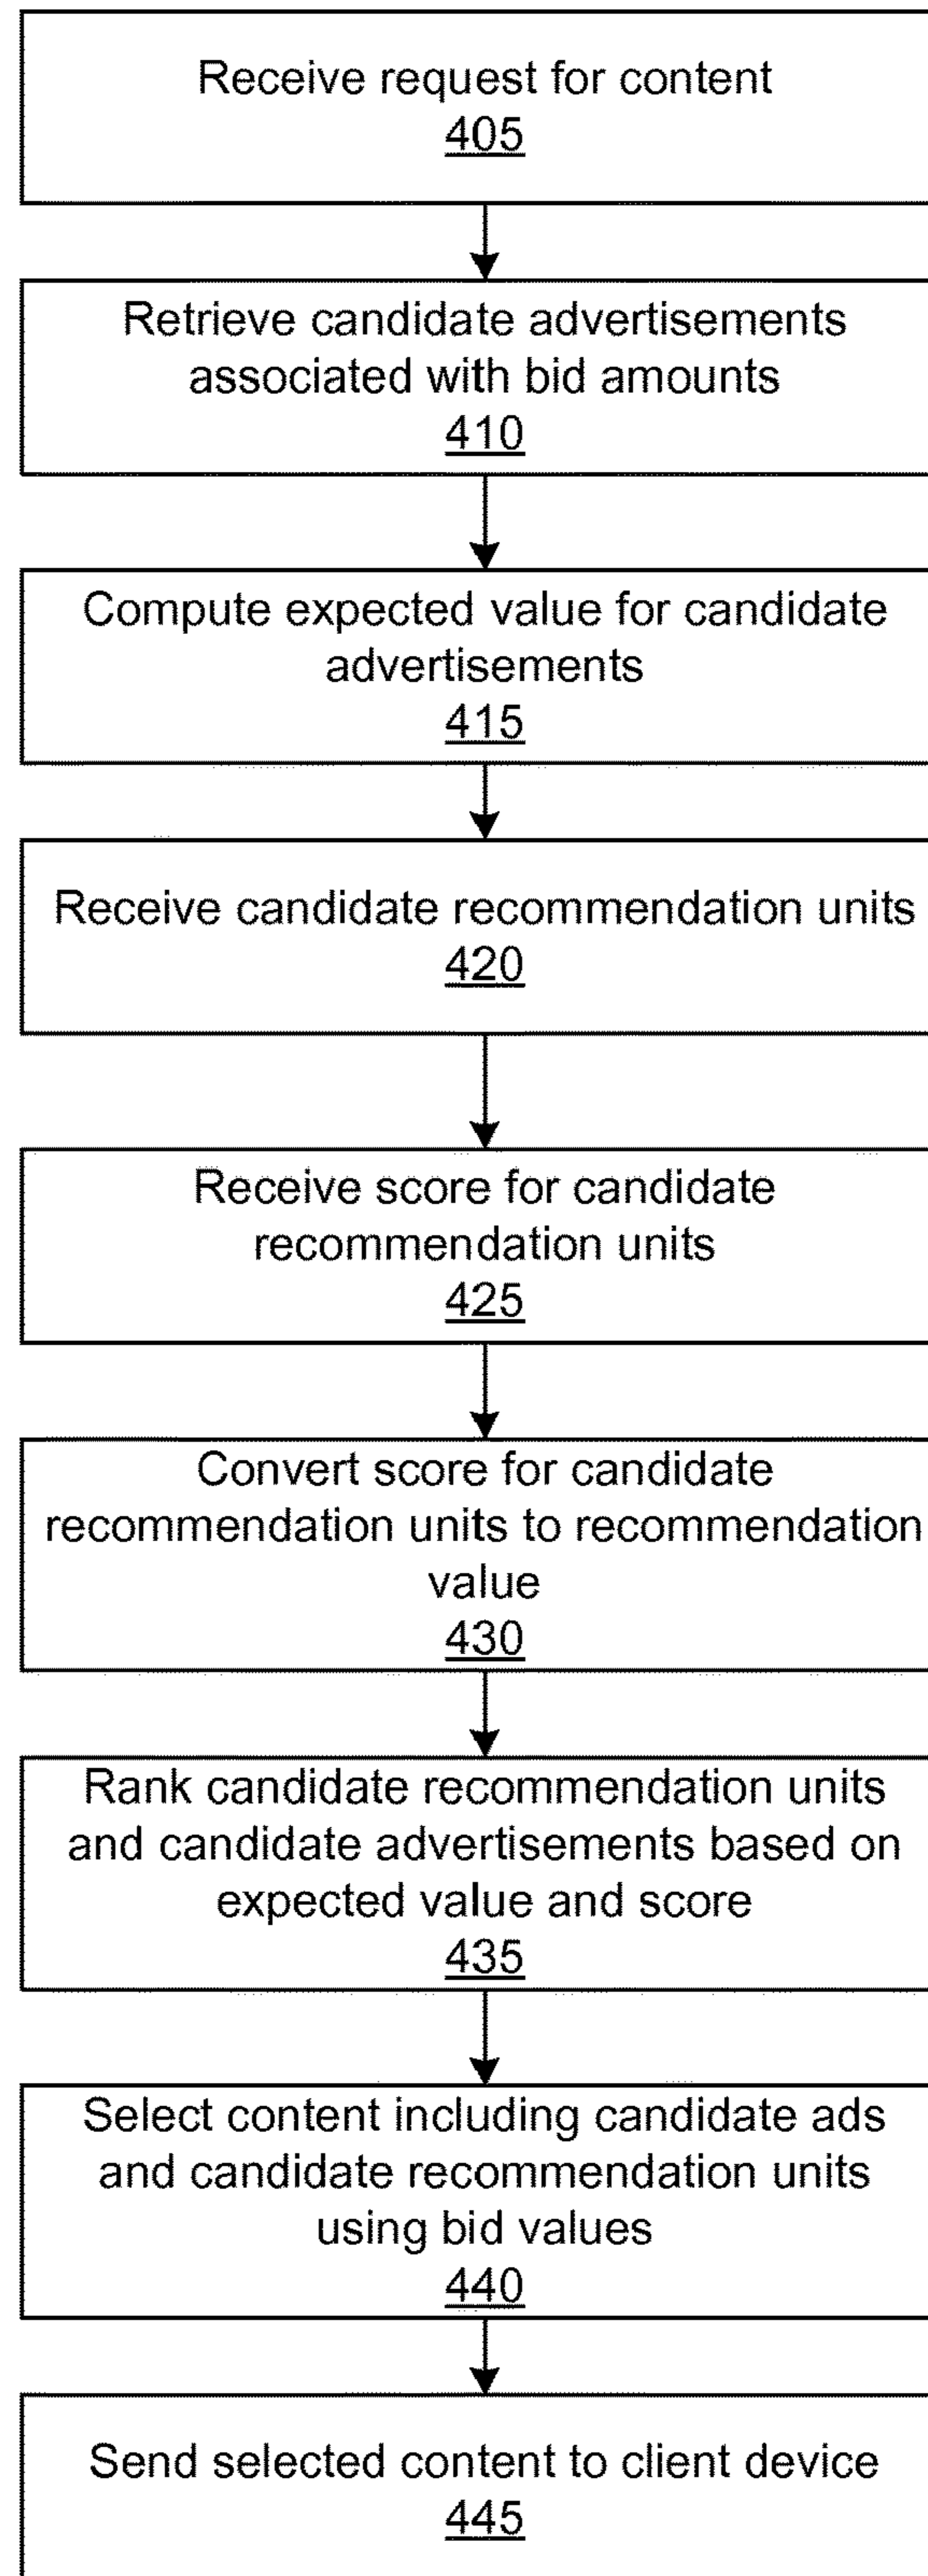 Receive request for content
405
Retrieve candidate advertisements
associated with bid amounts
410
Compute expected value for candidate
advertisements
415
Receive candidate recommendation units
420
Receive score for candidate
recommendation units
425
Convert score for candidate
recommendation units to recommendation
value
430
Rank candidate recommendation units
and candidate advertisements based on
expected value and score
435
Select content including candidate ads
and candidate recommendation units
using bid values
440
Send selected content to client device
445